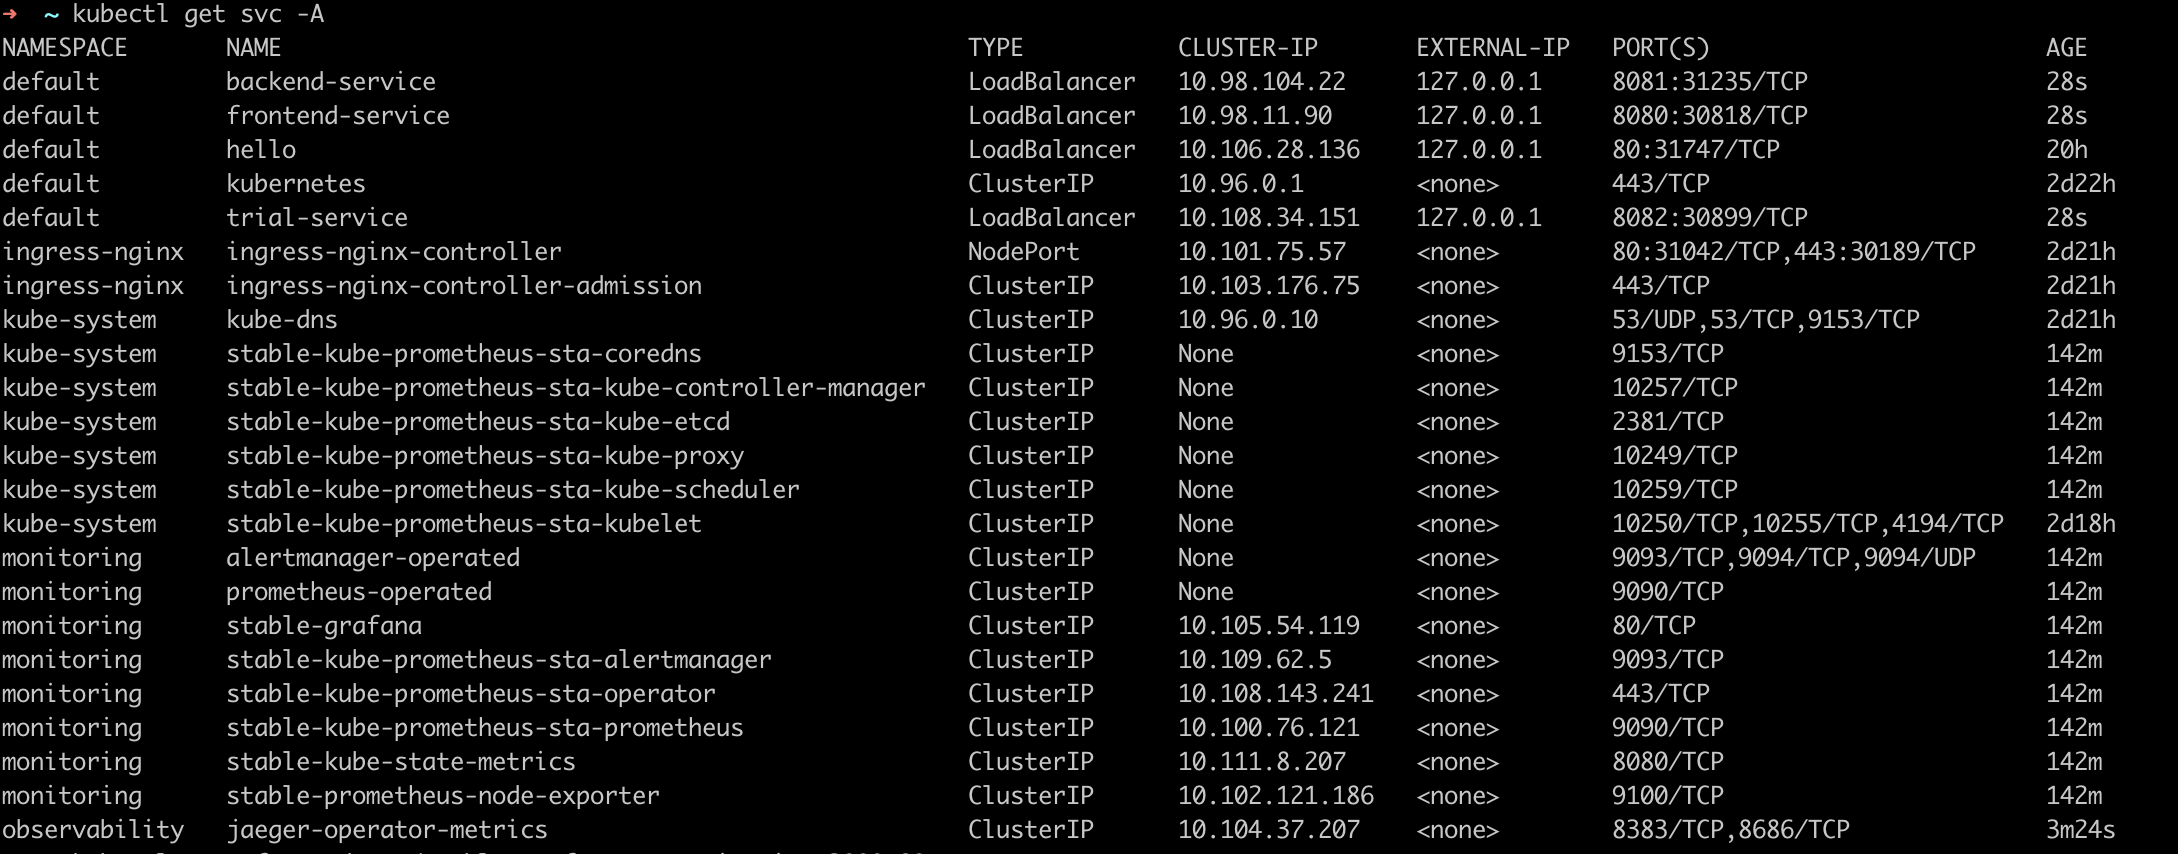 ➜ ~ kubectl get svc -A
NAMESPACE NAME TYPE CLUSTER-IP EXTERNAL-IP PORT(S) AGE
default backend-service LoadBalancer 10.98.104.22 127.0.0.1 8081:31235/TCP 28s
default frontend-service LoadBalancer 10.98.11.90 127.0.0.1 8080:30818/TCP 28s
default hello LoadBalancer 10.106.28.136 127.0.0.1 80:31747/TCP 20h
default kubernetes ClusterIP 10.96.0.1 <none> 443/TCP 2d22h
default trial-service LoadBalancer 10.108.34.151 127.0.0.1 8082:30899/TCP 28s
ingress-nginx ingress-nginx-controller NodePort 10.101.75.57 <none> 80:31042/TCP,443:30189/TCP 2d21h
ingress-nginx ingress-nginx-controller-admission ClusterIP 10.103.176.75 <none> 443/TCP 2d21h
kube-system kube-dns ClusterIP 10.96.0.10 <none> 53/UDP,53/TCP,9153/TCP 2d21h
kube-system stable-kube-prometheus-sta-coredns ClusterIP None <none> 9153/TCP 142m
kube-system stable-kube-prometheus-sta-kube-controller-manager ClusterIP None <none> 10257/TCP 142m
kube-system stable-kube-prometheus-sta-kube-etcd ClusterIP None <none> 2381/TCP 142m
kube-system stable-kube-prometheus-sta-kube-proxy ClusterIP None <none> 10249/TCP 142m
kube-system stable-kube-prometheus-sta-kube-scheduler ClusterIP None <none> 10259/TCP 142m
kube-system stable-kube-prometheus-sta-kubelet ClusterIP None <none> 10250/TCP,10255/TCP,4194/TCP 2d18h
monitoring alertmanager-operated ClusterIP None <none> 9093/TCP,9094/TCP,9094/UDP 142m
monitoring prometheus-operated ClusterIP None <none> 9090/TCP 142m
monitoring stable-grafana ClusterIP 10.105.54.119 <none> 80/TCP 142m
monitoring stable-kube-prometheus-sta-alertmanager ClusterIP 10.109.62.5 <none> 9093/TCP 142m
monitoring stable-kube-prometheus-sta-operator ClusterIP 10.108.143.241 <none> 443/TCP 142m
monitoring stable-kube-prometheus-sta-prometheus ClusterIP 10.100.76.121 <none> 9090/TCP 142m
monitoring stable-kube-state-metrics ClusterIP 10.111.8.207 <none> 8080/TCP 142m
monitoring stable-prometheus-node-exporter ClusterIP 10.102.121.186 <none> 9100/TCP 142m
observability jaeger-operator-metrics ClusterIP 10.104.37.207 <none> 8383/TCP,8686/TCP 3m24s